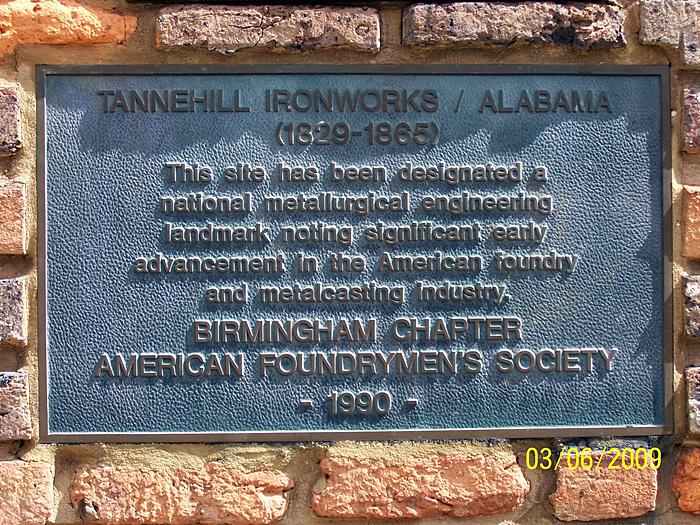 TANNEHILL IRONWORKS / ALABAMA
(1829-1865)
This site has been designated a
national metallurgical engineering
landmark noting significant early
advancement in the American foundry
and metalcasting industry.
BIRMINGHAM CHAPTER
AMERICAN FOUNDRYMEN'S SOCIETY
- 1990 -
03/06/2009